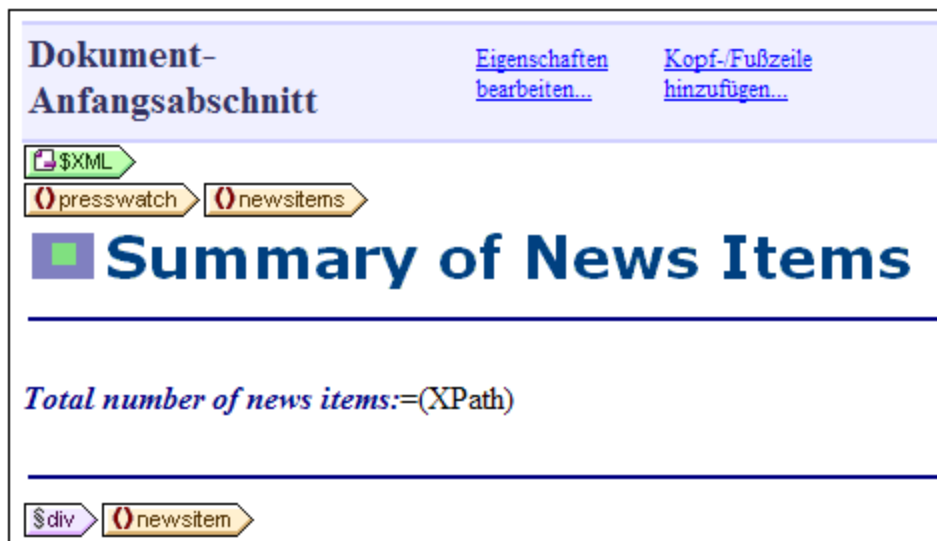 Dokument-
Anfangsabschnitt
Eigenschaften
bearbeiten...
Kopf-/Fußzeile
hinzufügen...
$XML
()presswatch ()newsitems
Summary of News Items
Total number of news items:=(XPath)
§div ()newsitem